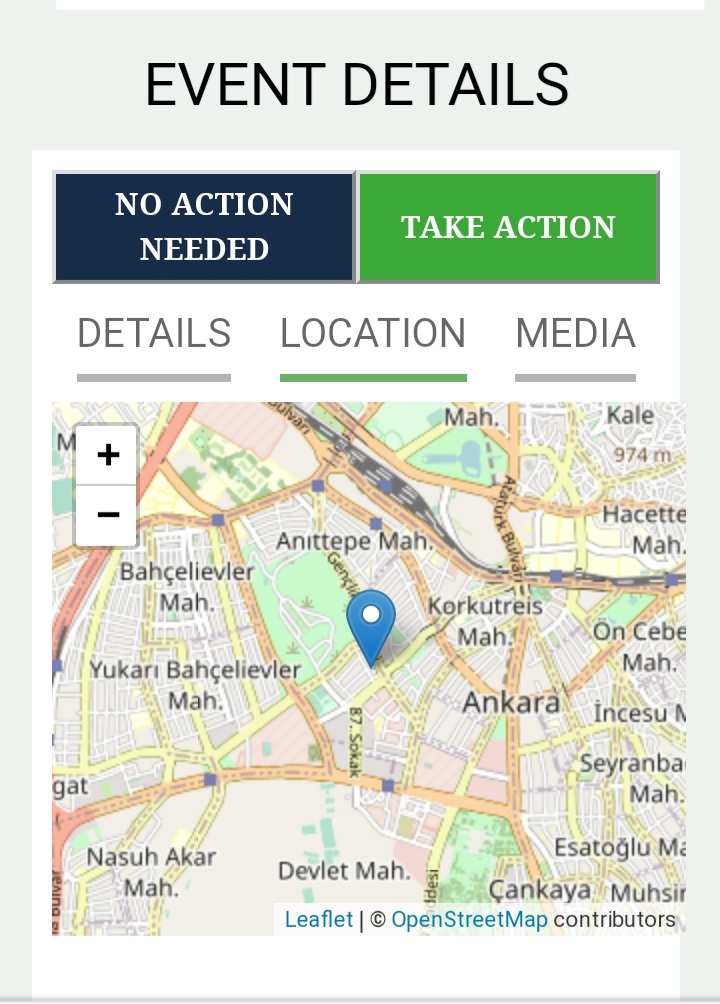 EVENT DETAILS
NO ACTION
NEEDED
TAKE ACTION
DETAILS
LOCATION
MEDIA
Mah.
Kale
974 m
+
−
Atatürk Bulvarı
Hacette
Mah.
Anıttepe Mah.
Bahçelievler
Mah.
Korkutreis
Mah.
Ön Cebe
Mah.
Yukarı Bahçelievler
Mah.
Ankara
İncesu M
87. Sokak
Seyranba
Mah.
gat
Nasuh Akar
Mah.
Devlet Mah.
Esatoğlu Ma
Çankaya
Muhsir
ddesi
Leaflet | © OpenStreetMap contributors